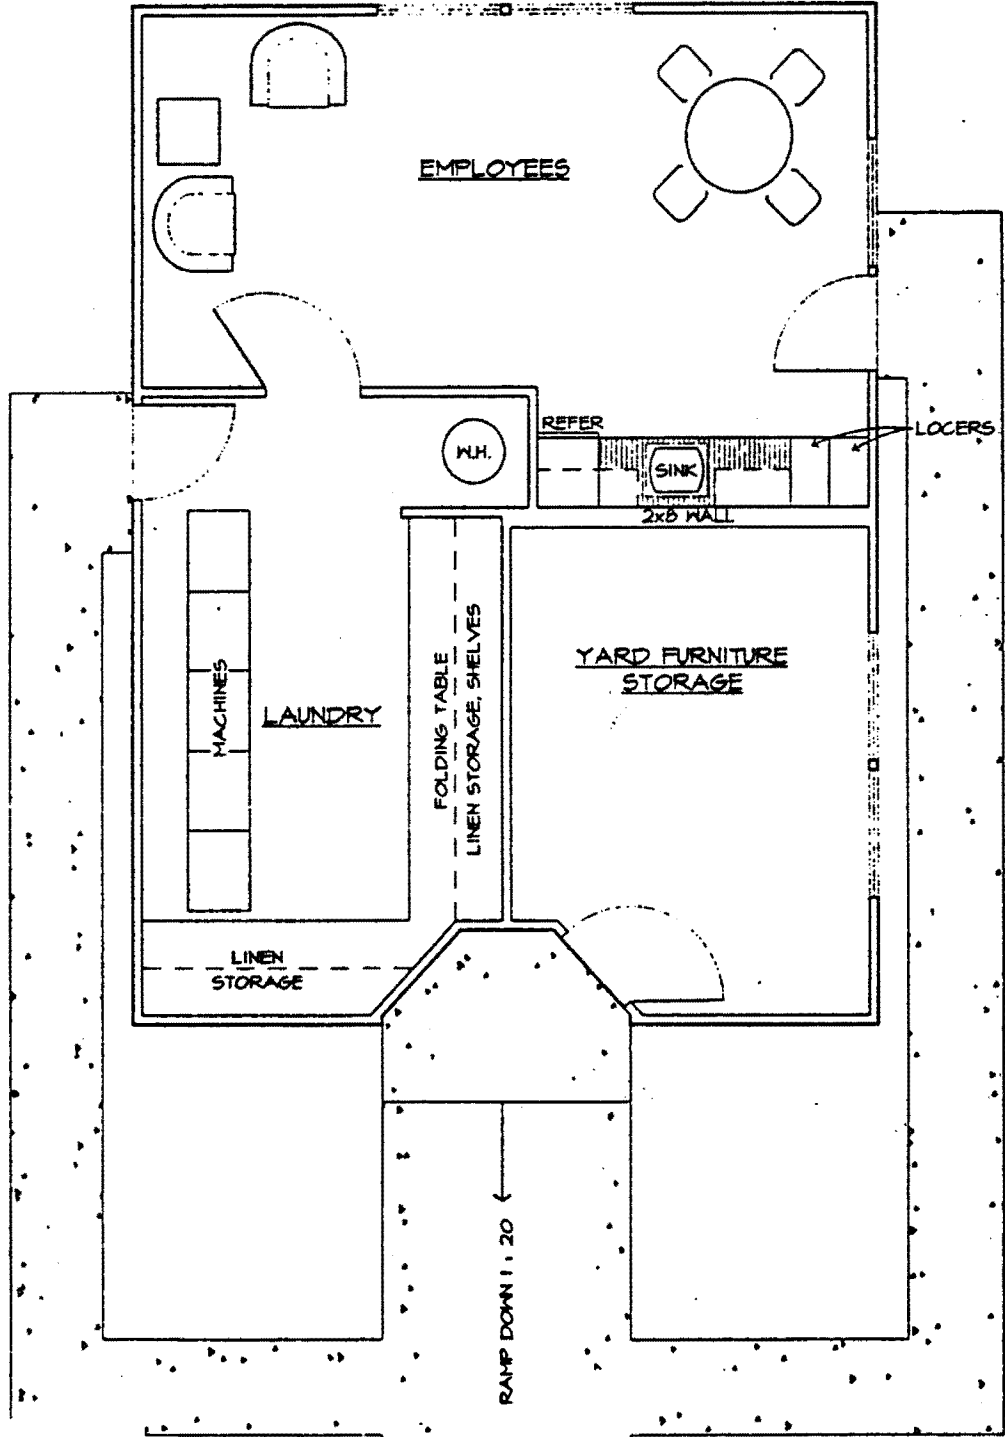 EMPLOYEES
REFER
LOCERS
W.H.
SINK
2x8 WALL
MACHINES
LAUNDRY
FOLDING TABLE
LINEN STORAGE, SHELVES
YARD FURNITURE
STORAGE
LINEN
STORAGE
RAMP DOWN 1 : 20